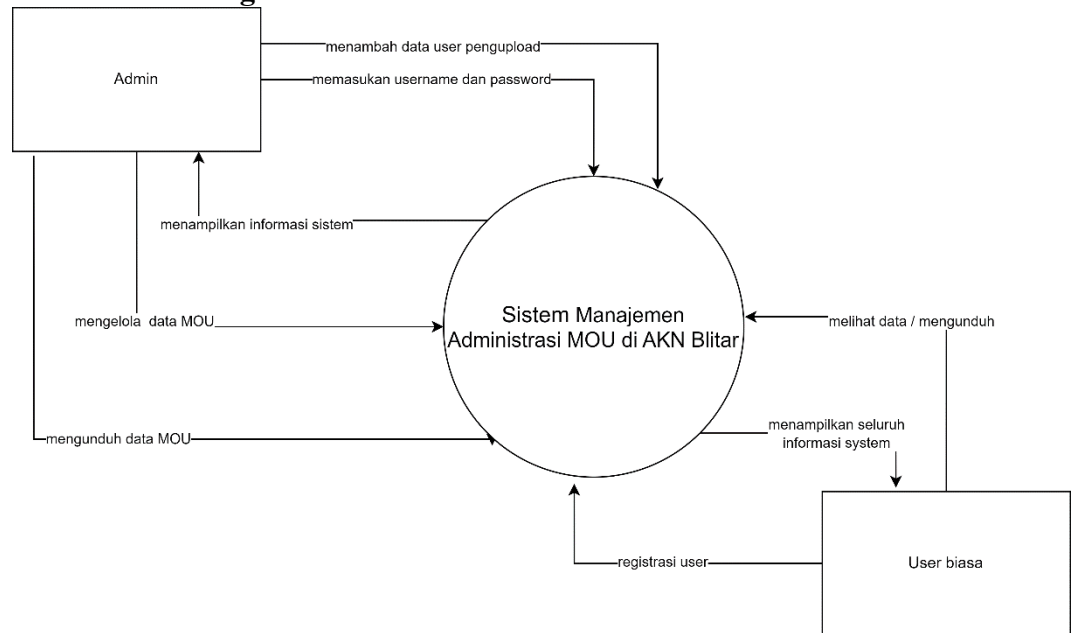 menambah data user pengupload
Admin
memasukan username dan password
menampilkan informasi sistem
mengelola data MOU
Sistem Manajemen
Administrasi MOU di AKN Blitar
melihat data / mengunduh
mengunduh data MOU
menampilkan seluruh
informasi system
registrasi user
User biasa